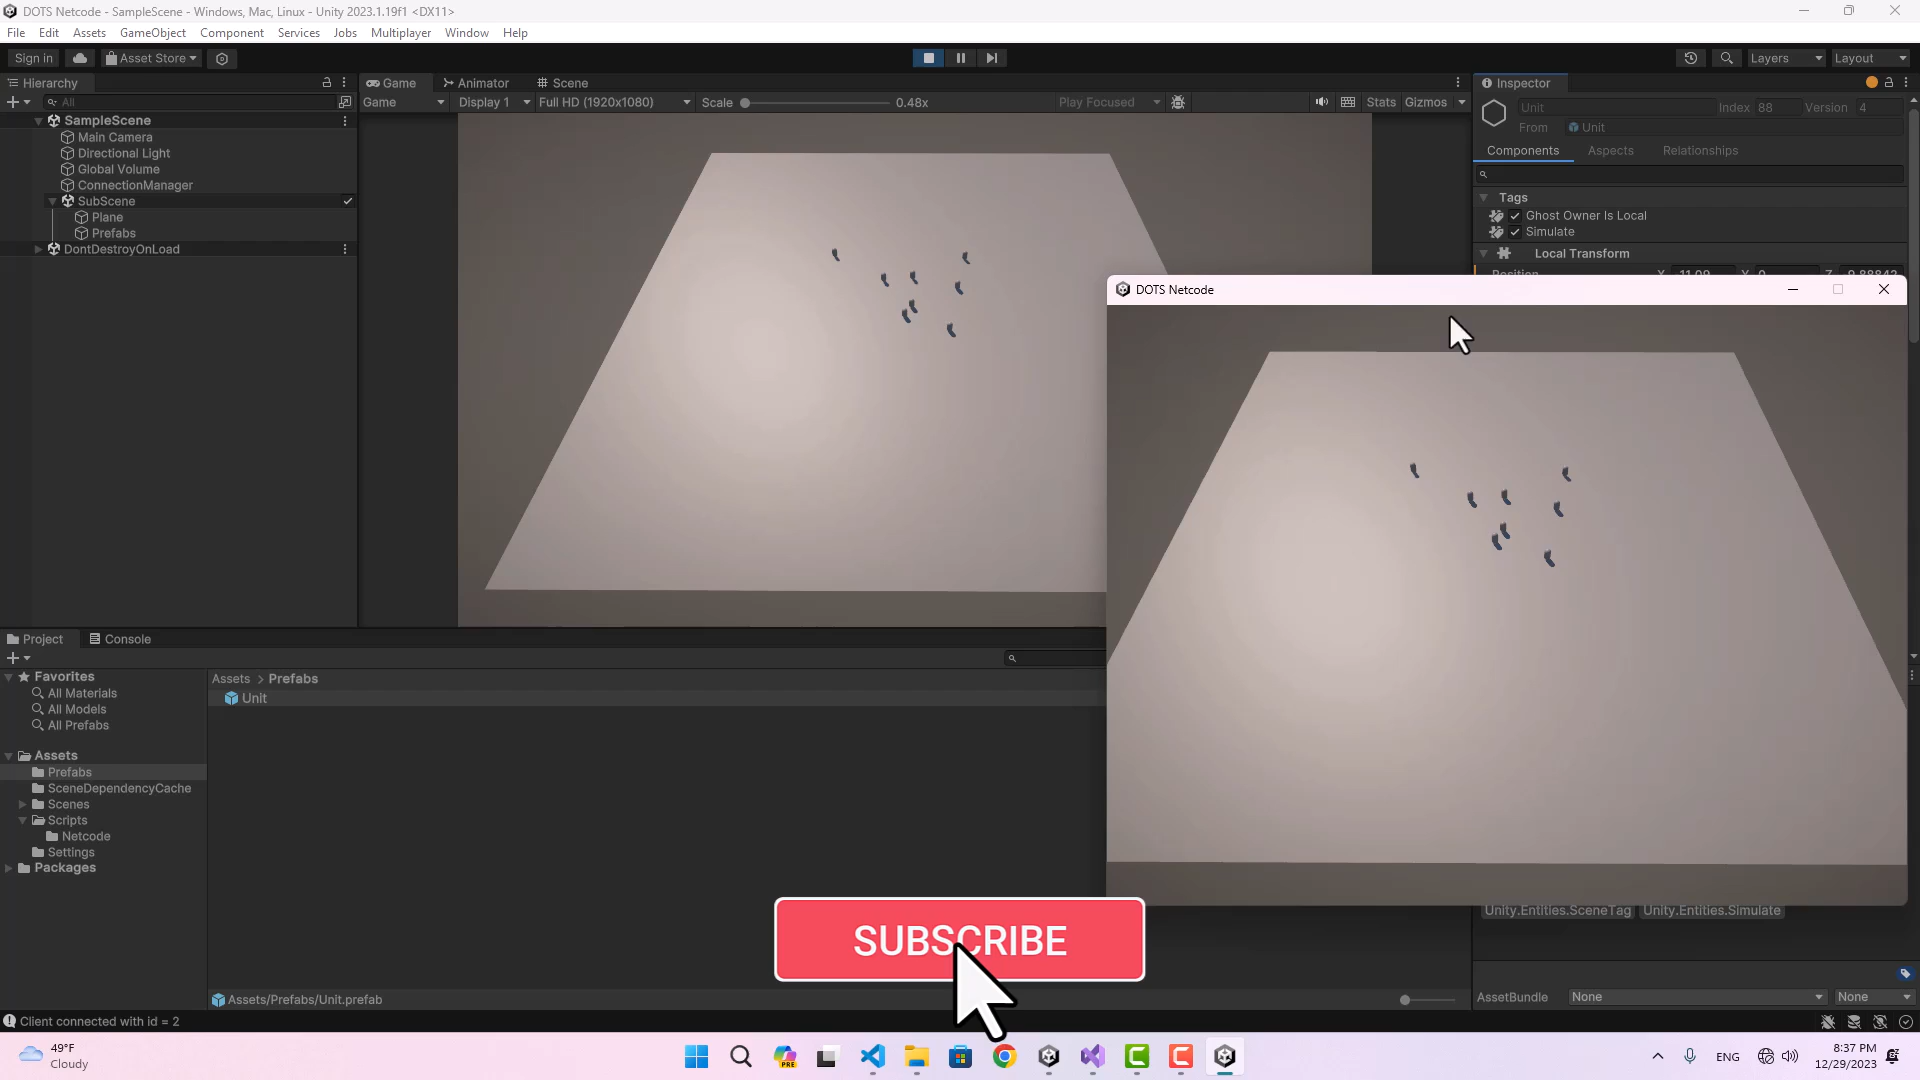 DOTS Netcode - SampleScene - Windows, Mac, Linux - Unity 2023.1.19f1 <DX11>
File Edit Assets GameObject Component Services Jobs Multiplayer Window Help
Sign in Asset Store Layers Layout
Hierarchy
All
SampleScene
Main Camera
Directional Light
Global Volume
ConnectionManager
SubScene
Plane
Prefabs
DontDestroyOnLoad
Game Animator Scene
Game Display 1 Full HD (1920x1080) Scale 0.48x Play Focused Stats Gizmos
Inspector
Unit Index 88 Version 4
From Unit
Components Aspects Relationships
Tags
Ghost Owner Is Local
Simulate
Local Transform
Position X Y 0 Z
DOTS Netcode
Project Console
Favorites
All Materials
All Models
All Prefabs
Assets
Prefabs
SceneDependencyCache
Scenes
Scripts
Netcode
Settings
Packages
Assets > Prefabs
Unit
Unity.Entities.SceneTag Unity.Entities.Simulate
SUBSCRIBE
Assets/Prefabs/Unit.prefab
AssetBundle None None
Client connected with id = 2
49°F
Cloudy
PRE
ENG
8:37 PM
12/29/2023